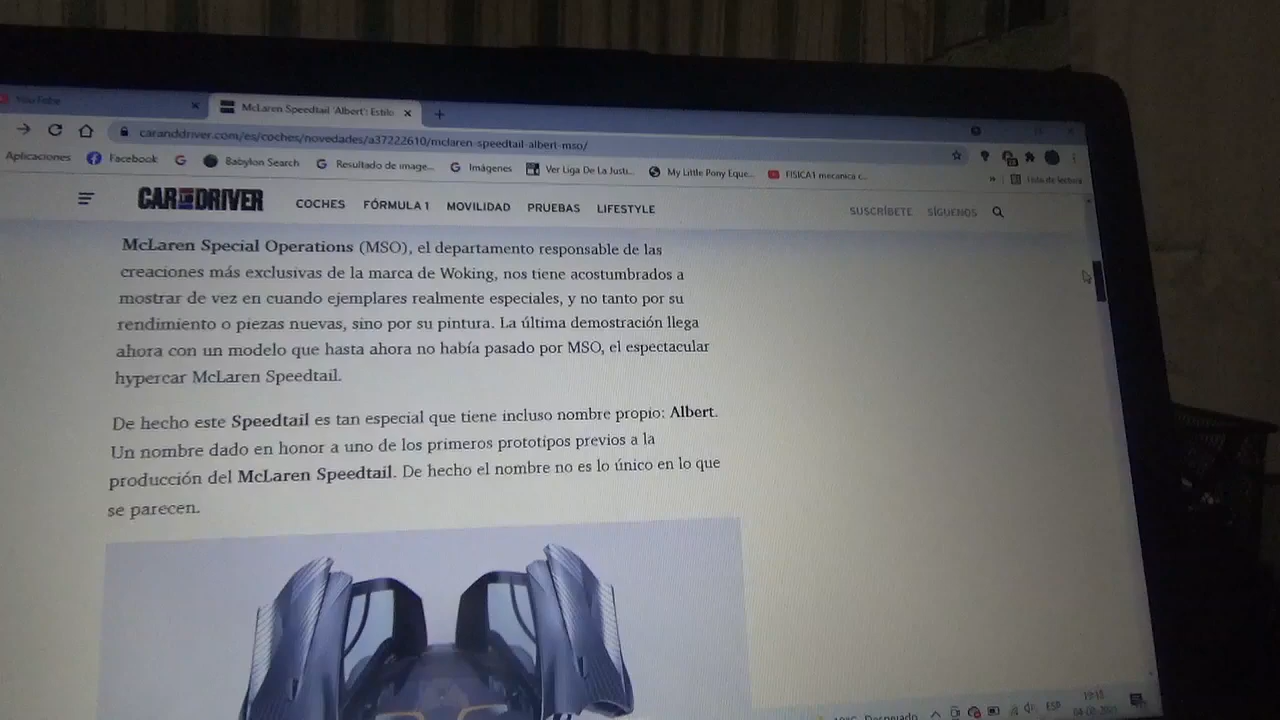 YouTube
McLaren Speedtail 'Albert': Estilo
caranddriver.com/es/coches/novedades/a37222610/mclaren-speedtail-albert-mso/
Aplicaciones Facebook Babylon Search Resultado de image... Imágenes Ver Liga De La Justi... My Little Pony Eque... FISICA1 mecanica c... » Lista de lectura
CAR AND DRIVER COCHES FÓRMULA 1 MOVILIDAD PRUEBAS LIFESTYLE SUSCRÍBETE SÍGUENOS
McLaren Special Operations (MSO), el departamento responsable de las
creaciones más exclusivas de la marca de Woking, nos tiene acostumbrados a
mostrar de vez en cuando ejemplares realmente especiales, y no tanto por su
rendimiento o piezas nuevas, sino por su pintura. La última demostración llega
ahora con un modelo que hasta ahora no había pasado por MSO, el espectacular
hypercar McLaren Speedtail.
De hecho este Speedtail es tan especial que tiene incluso nombre propio: Albert.
Un nombre dado en honor a uno de los primeros prototipos previos a la
producción del McLaren Speedtail. De hecho el nombre no es lo único en lo que
se parecen.
Despejado ESP